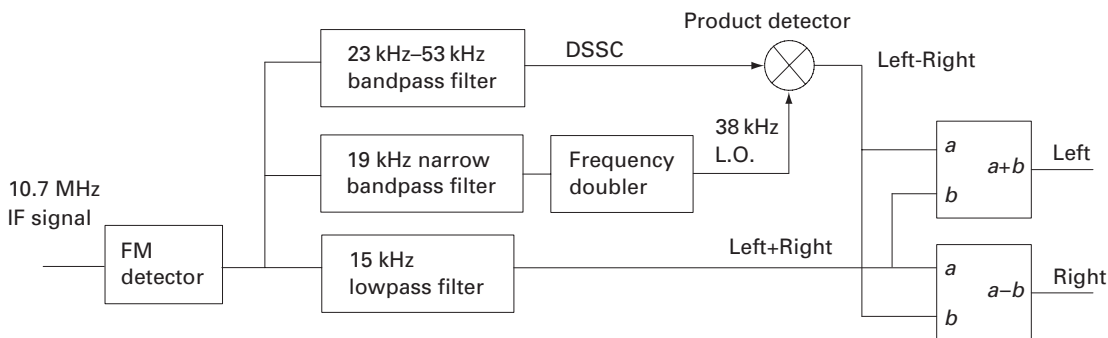 Product detector
23 kHz–53 kHz
bandpass filter
DSSC
Left-Right
38 kHz
L.O.
19 kHz narrow
bandpass filter
Frequency
doubler
a
a+b
b
Left
10.7 MHz
IF signal
FM
detector
15 kHz
lowpass filter
Left+Right
a
a–b
b
Right